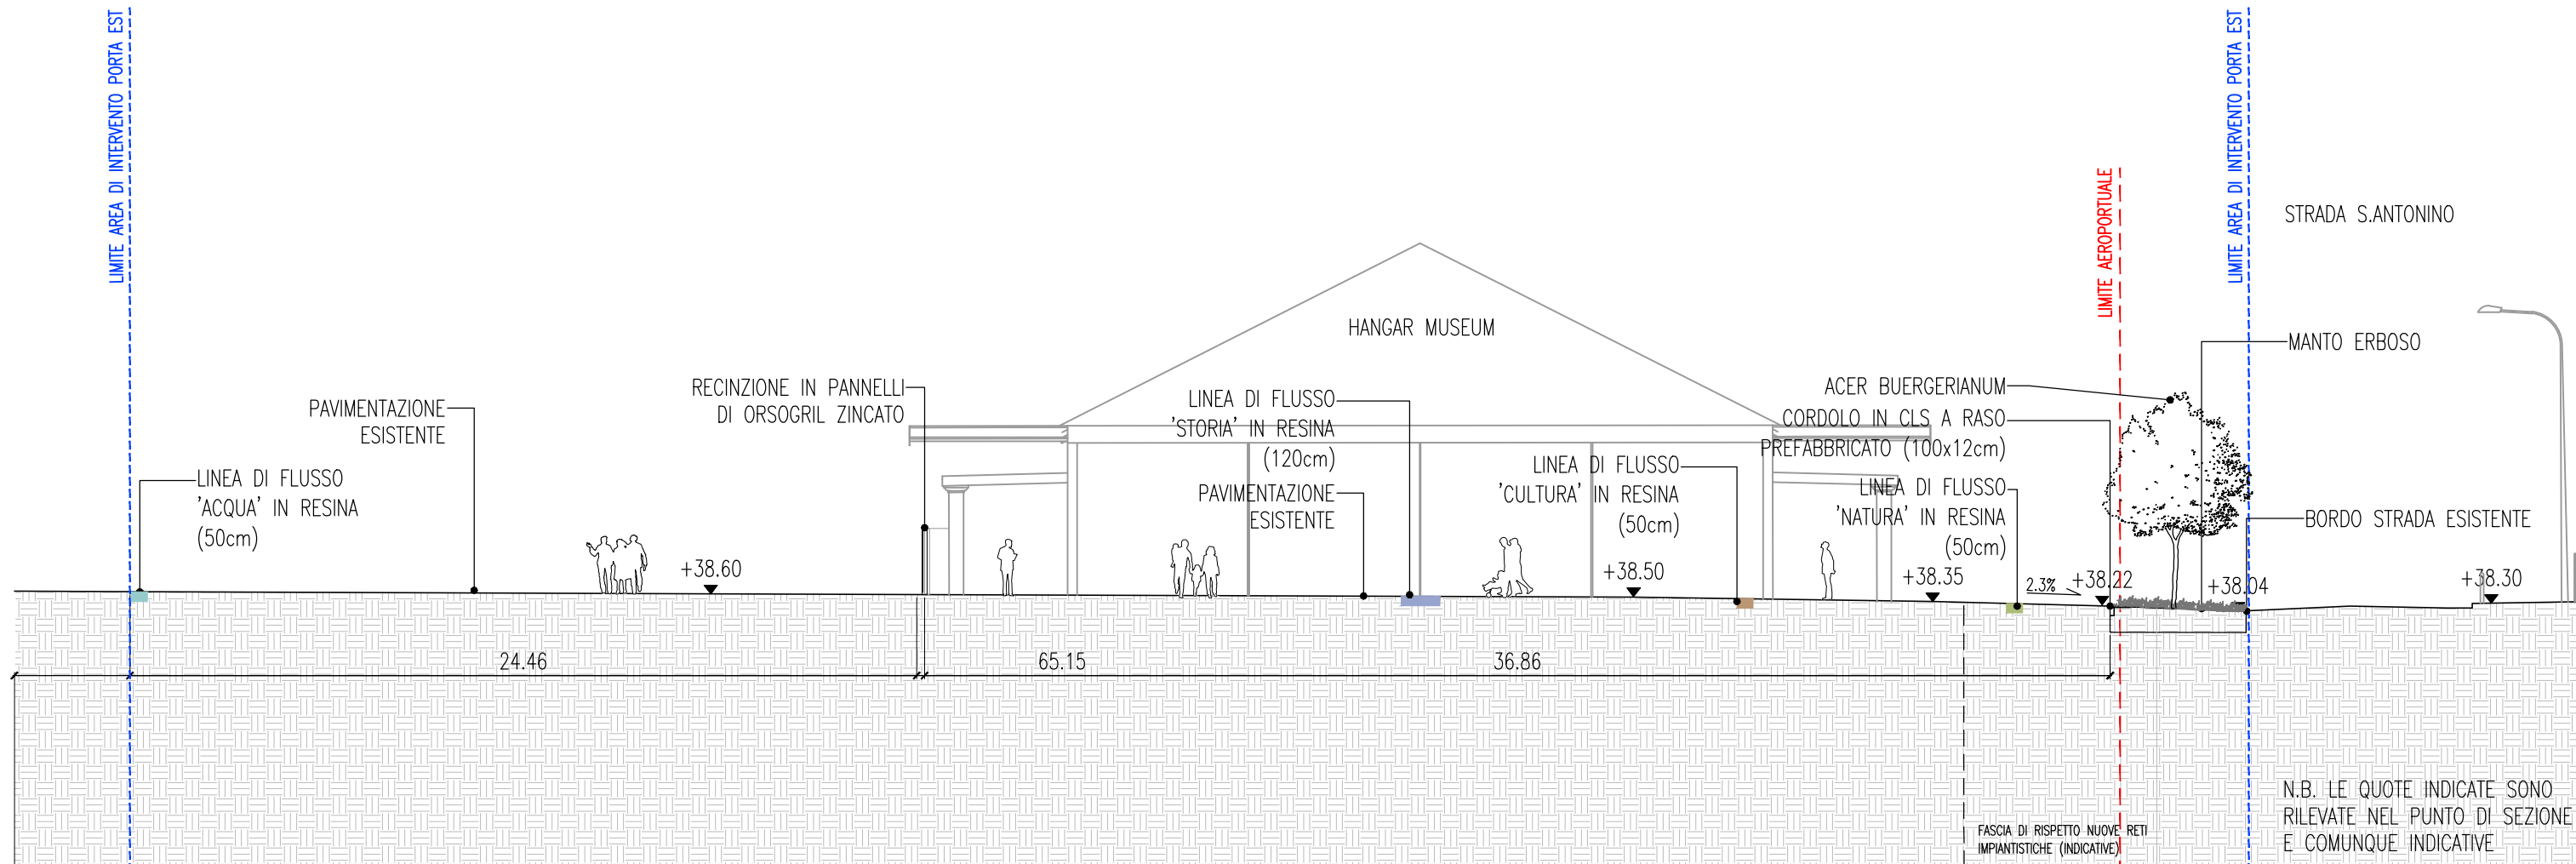 LIMITE AREA DI INTERVENTO PORTA EST
LIMITE AREA DI INTERVENTO PORTA EST
LIMITE AEROPORTUALE
STRADA S.ANTONINO
HANGAR MUSEUM
MANTO ERBOSO
RECINZIONE IN PANNELLI
DI ORSOGRIL ZINCATO
PAVIMENTAZIONE
ESISTENTE
LINEA DI FLUSSO
'STORIA' IN RESINA
(120cm)
ACER BUERGERIANUM
CORDOLO IN CLS A RASO
PREFABBRICATO (100x12cm)
LINEA DI FLUSSO
'ACQUA' IN RESINA
(50cm)
PAVIMENTAZIONE
ESISTENTE
LINEA DI FLUSSO
'CULTURA' IN RESINA
(50cm)
LINEA DI FLUSSO
'NATURA' IN RESINA
(50cm)
BORDO STRADA ESISTENTE
+38.60
+38.50
+38.35
2.3%
+38.22
+38.04
+38.30
24.46
65.15
36.86
FASCIA DI RISPETTO NUOVE RETI
IMPIANTISTICHE (INDICATIVE)
N.B. LE QUOTE INDICATE SONO
RILEVATE NEL PUNTO DI SEZIONE
E COMUNQUE INDICATIVE